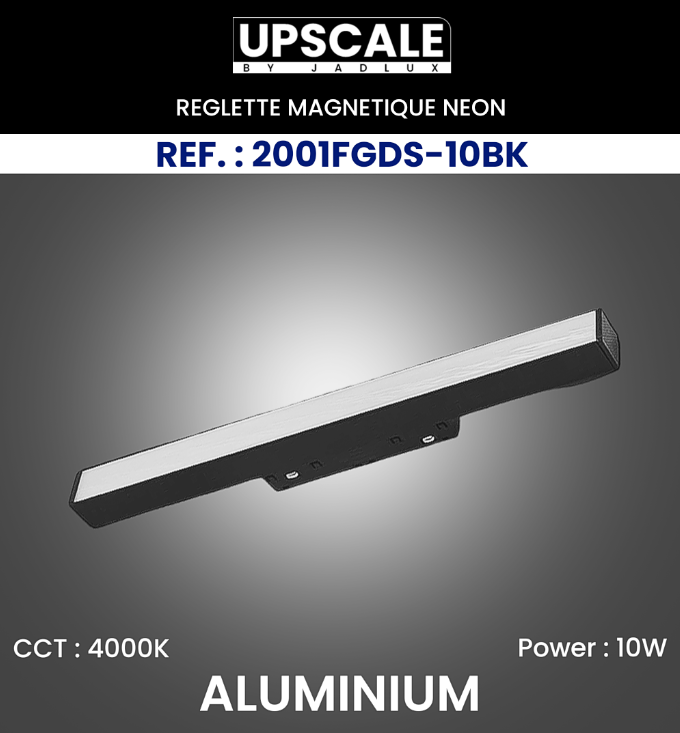 UPSCALE
BY JADLUX
REGLETTE MAGNETIQUE NEON
REF. : 2001FGDS-10BK
CCT : 4000K
Power : 10W
ALUMINIUM